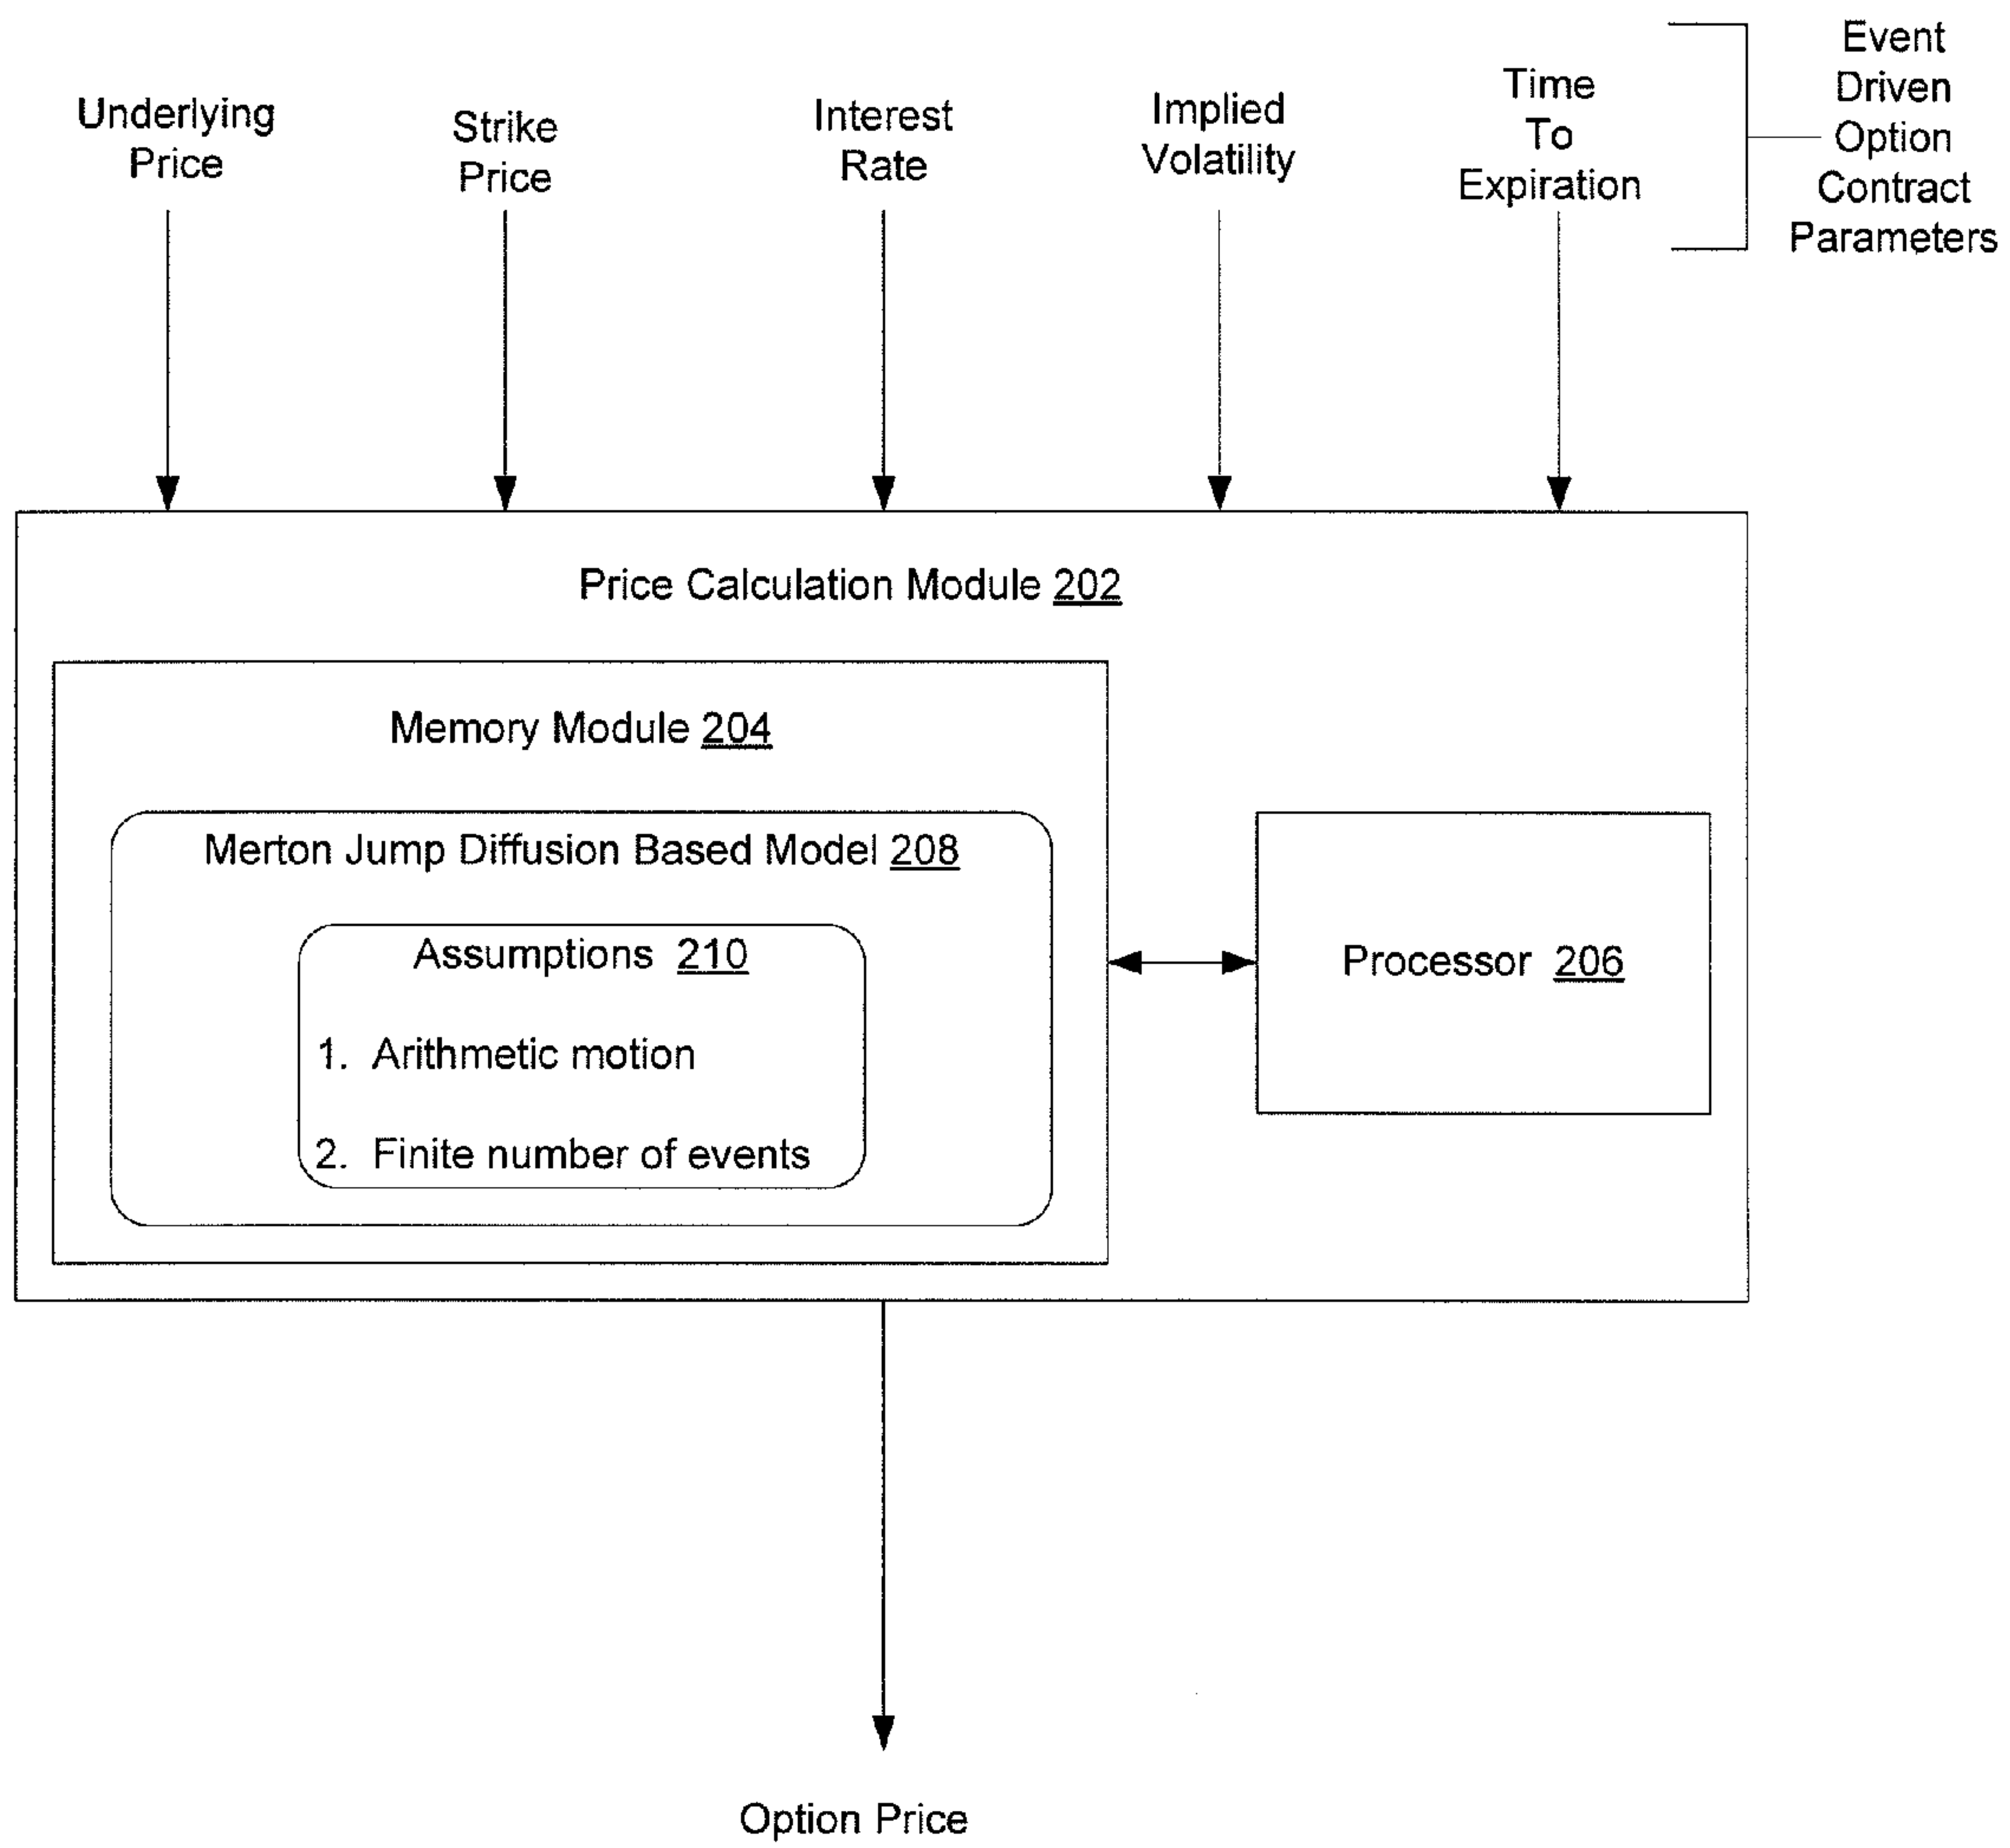 Underlying
Price
Strike
Price
Interest
Rate
Implied
Volatility
Time
To
Expiration
Event
Driven
Option
Contract
Parameters
Price Calculation Module 202
Memory Module 204
Merton Jump Diffusion Based Model 208
Assumptions 210
1. Arithmetic motion
2. Finite number of events
Processor 206
Option Price